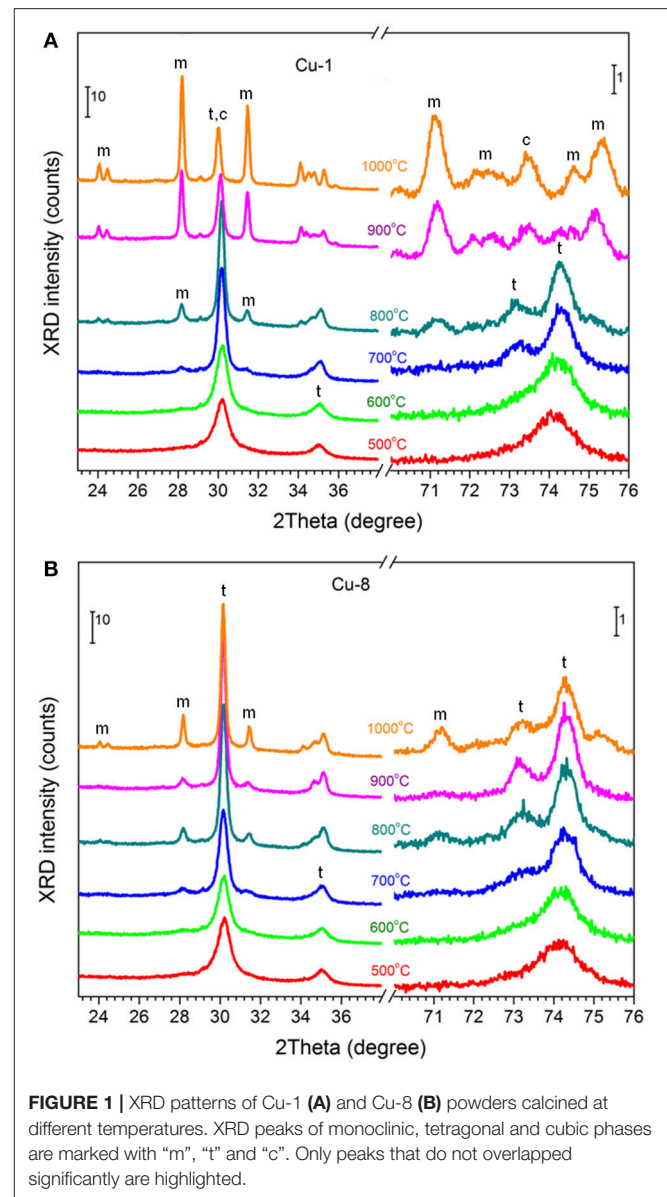 A
Cu-1
10
1
m
m
t,c
m
m
m
c
m
m
1000°C
900°C
m
m
t
t
800°C
700°C
t
600°C
500°C
XRD intensity (counts)
24 26 28 30 32 34 36 71 72 73 74 75 76
2Theta (degree)
B
Cu-8
10
1
t
m
m
m
m
t
t
1000°C
900°C
800°C
t
700°C
600°C
500°C
XRD intensity (counts)
24 26 28 30 32 34 36 71 72 73 74 75 76
2Theta (degree)
FIGURE 1 | XRD patterns of Cu-1 (A) and Cu-8 (B) powders calcined at
different temperatures. XRD peaks of monoclinic, tetragonal and cubic phases
are marked with “m”, “t” and “c”. Only peaks that do not overlapped
significantly are highlighted.